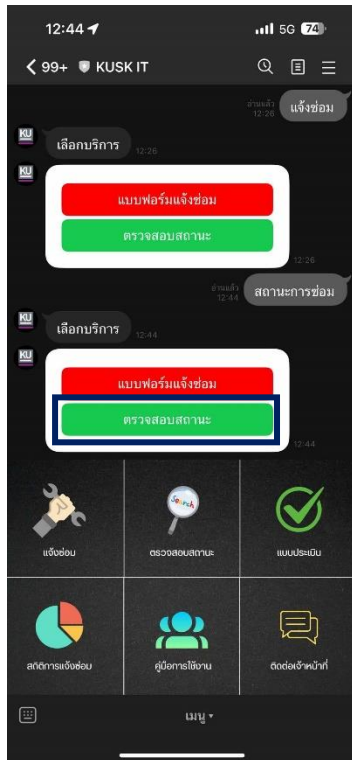 12:44
5G 74
99+ KUSK IT
อ่านแล้ว
12:26
แจ้งซ่อม
KU
เลือกบริการ
12:26
KU
แบบฟอร์มแจ้งซ่อม
ตรวจสอบสถานะ
12:26
อ่านแล้ว
12:44
สถานะการซ่อม
KU
เลือกบริการ
12:44
KU
แบบฟอร์มแจ้งซ่อม
ตรวจสอบสถานะ
12:44
Search
แจ้งซ่อม
ตรวจสอบสถานะ
แบบประเมิน
สถิติการแจ้งซ่อม
คู่มือการใช้งาน
ติดต่อเจ้าหน้าที่
เมนู